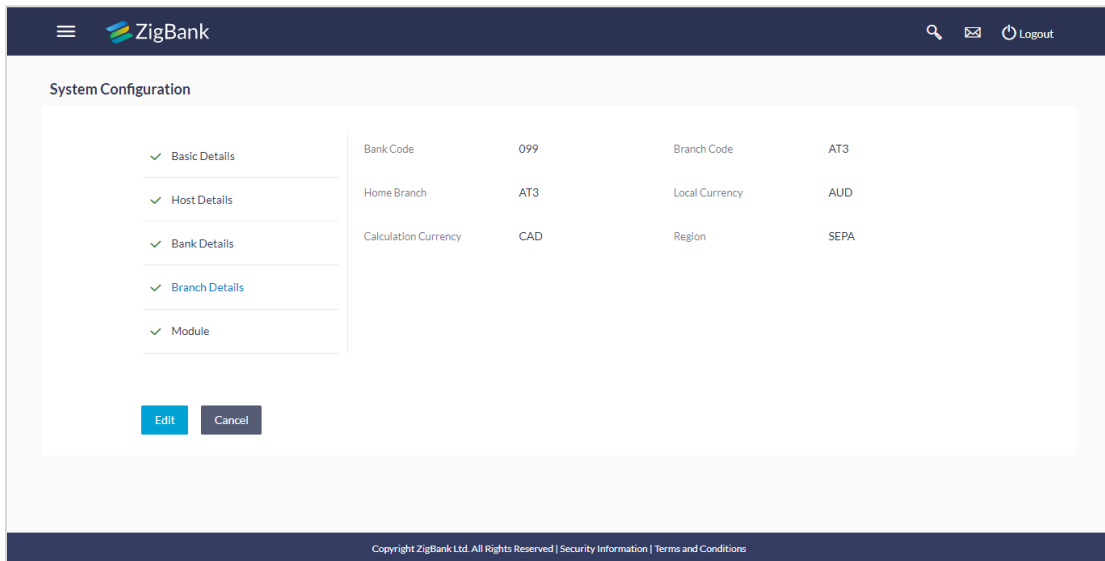 ZigBank
Logout
System Configuration
Basic Details
Host Details
Bank Details
Branch Details
Module
Bank Code 099 Branch Code AT3
Home Branch AT3 Local Currency AUD
Calculation Currency CAD Region SEPA
Edit Cancel
Copyright ZigBank Ltd. All Rights Reserved | Security Information | Terms and Conditions